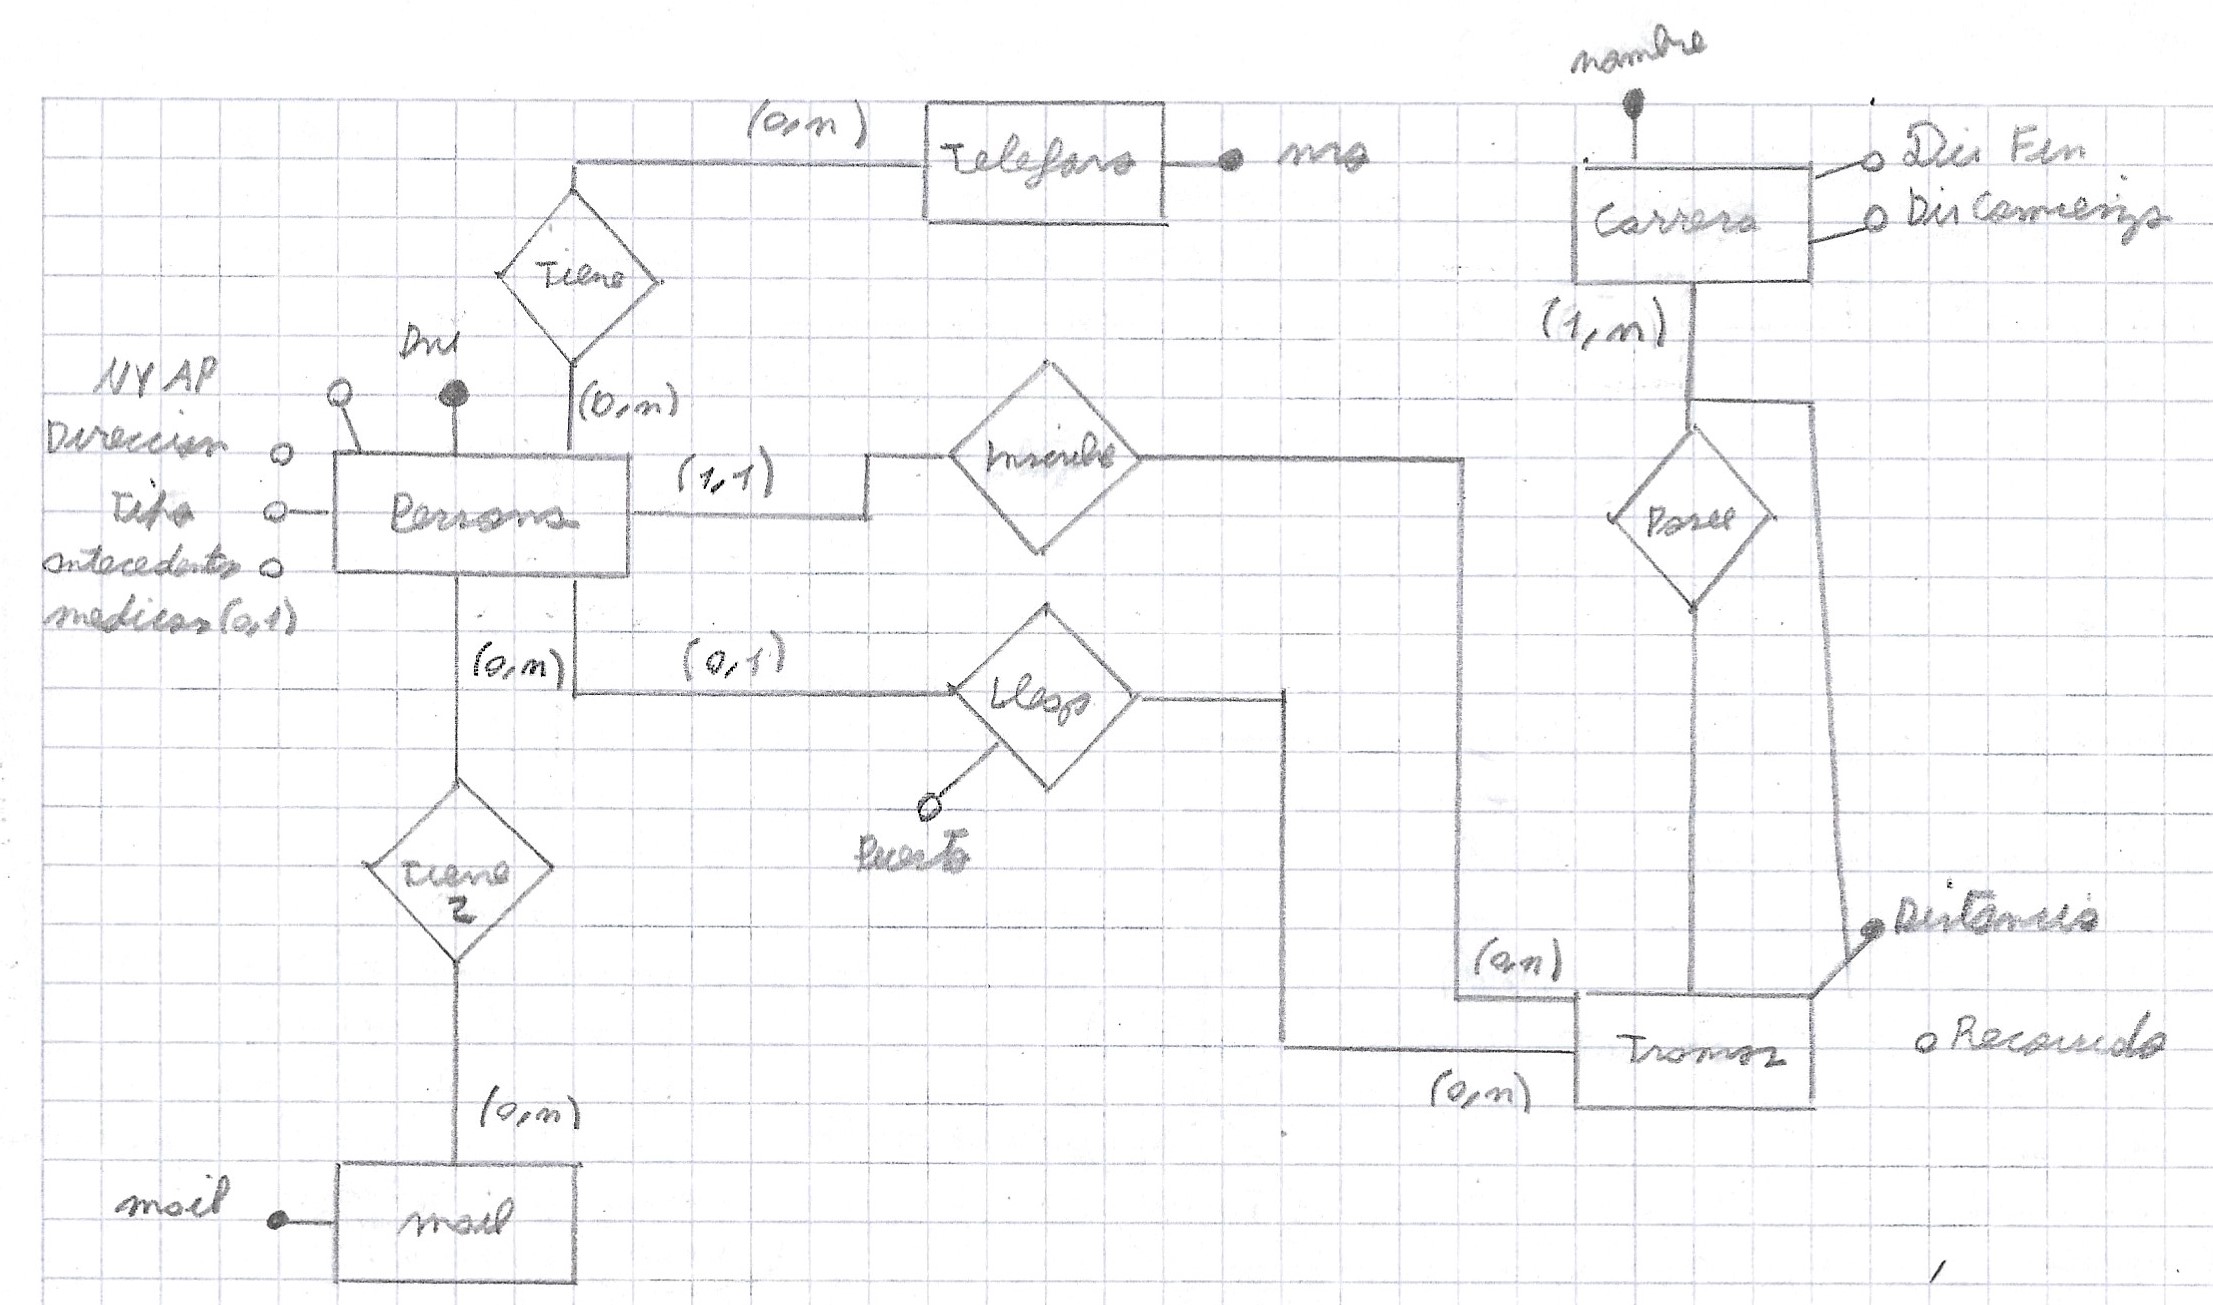 nombre
(0,n)
Telefono
nro
Dir Fin
Carrera
Dir Comienzo
Tiene
(1,n)
Dni
NY AP
(0,n)
Direccion
Inscribe
(1,1)
Tipo
Persona
Posee
antecedentes
medicos (0,1)
(0,n)
(0,1)
Llega
Puesto
Tiene
2
Distancia
(0,n)
Recorrido
(0,n)
(0,n)
mail
mail